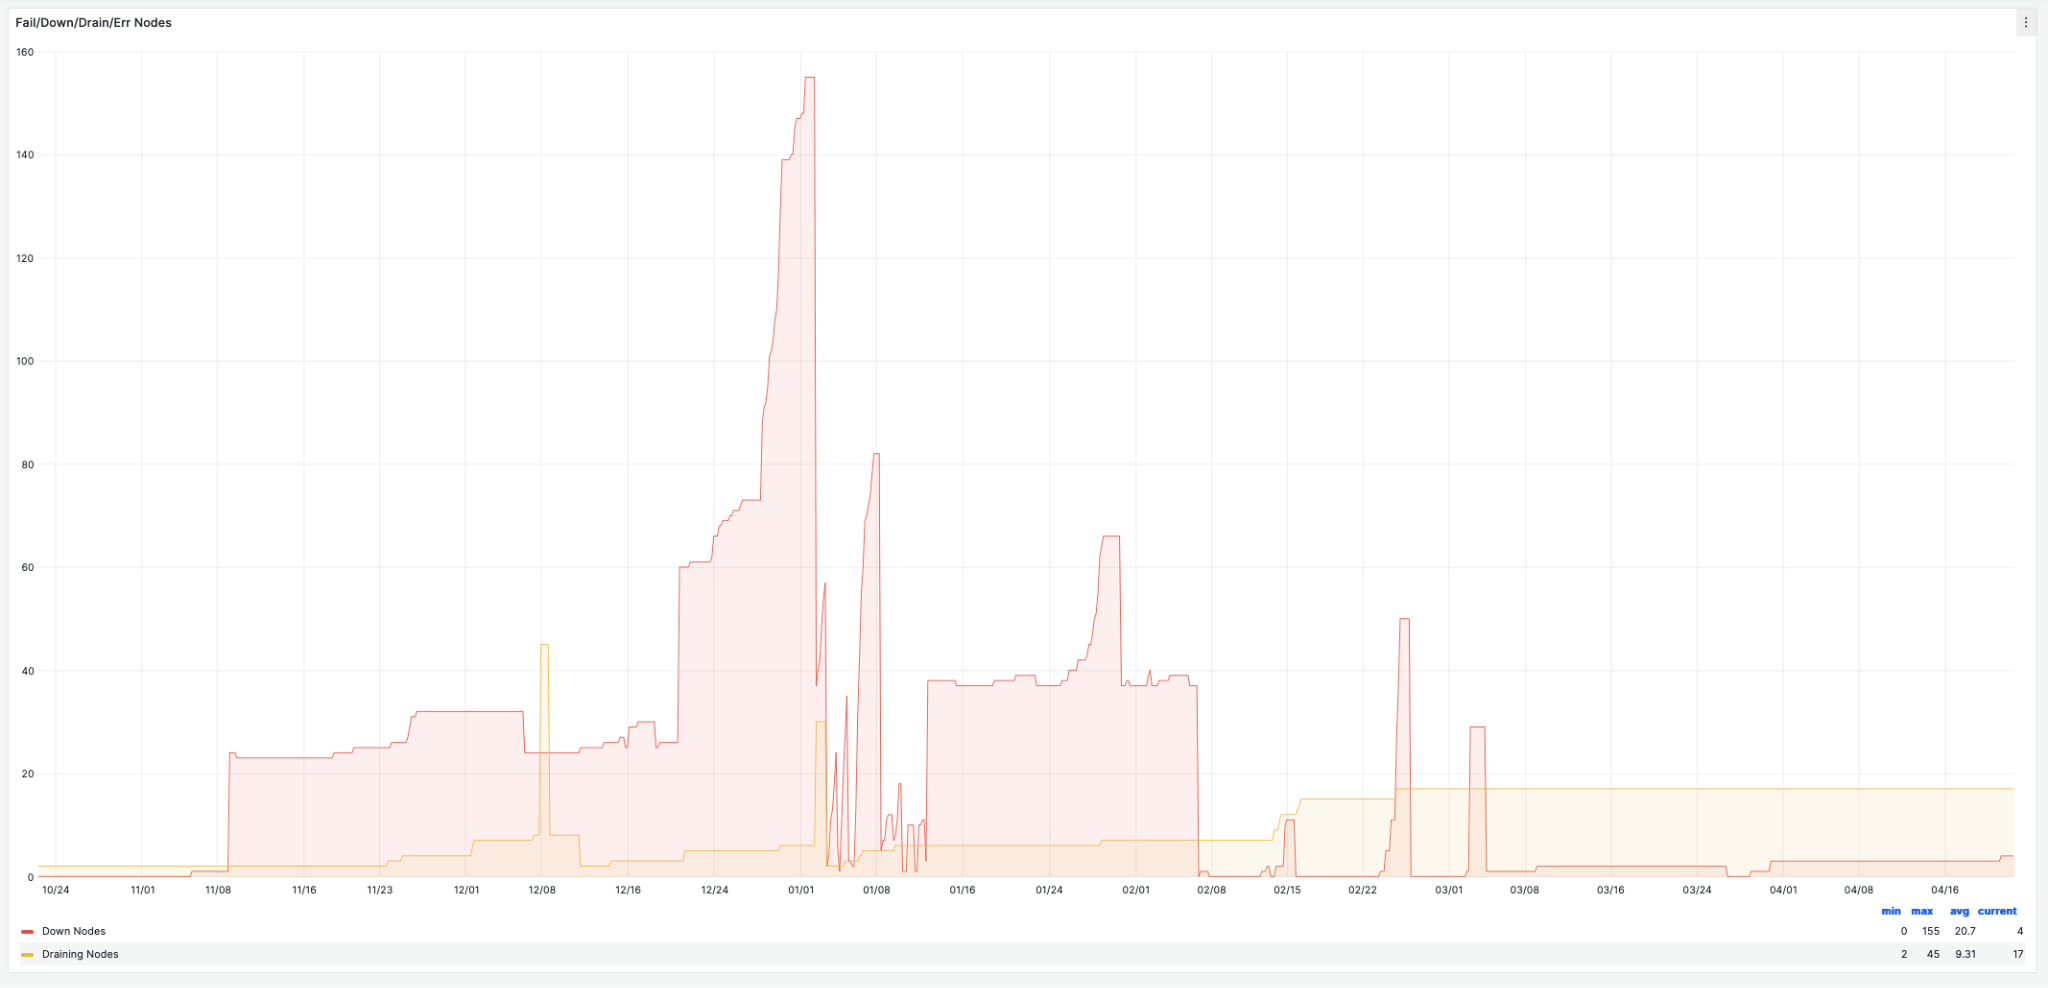 Fail/Down/Drain/Err Nodes
160
140
120
100
80
60
40
20
0
10/24 11/01 11/08 11/16 11/23 12/01 12/08 12/16 12/24 01/01 01/08 01/16 01/24 02/01 02/08 02/15 02/22 03/01 03/08 03/16 03/24 04/01 04/08 04/16
min max avg current
Down Nodes 0 155 20.7 4
Draining Nodes 2 45 9.31 17